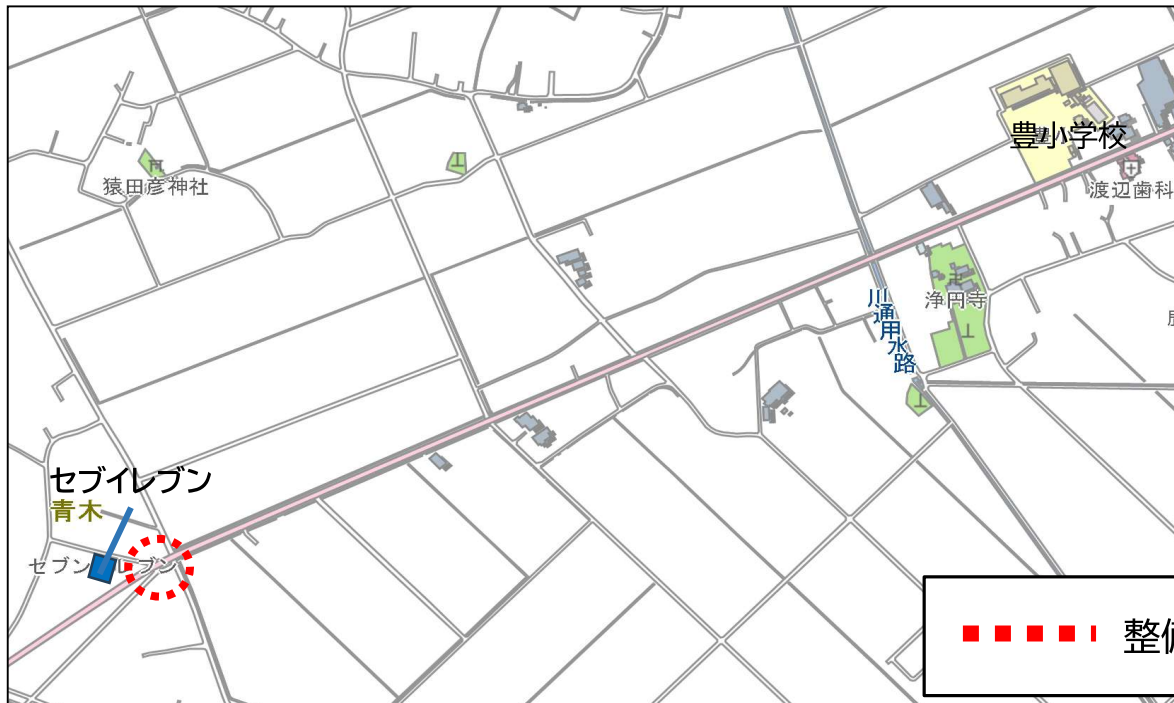 豊小学校
渡辺歯科
猿田彦神社
浄円寺
川通用水路
セブイレブン
青木
セブン
レブン
整